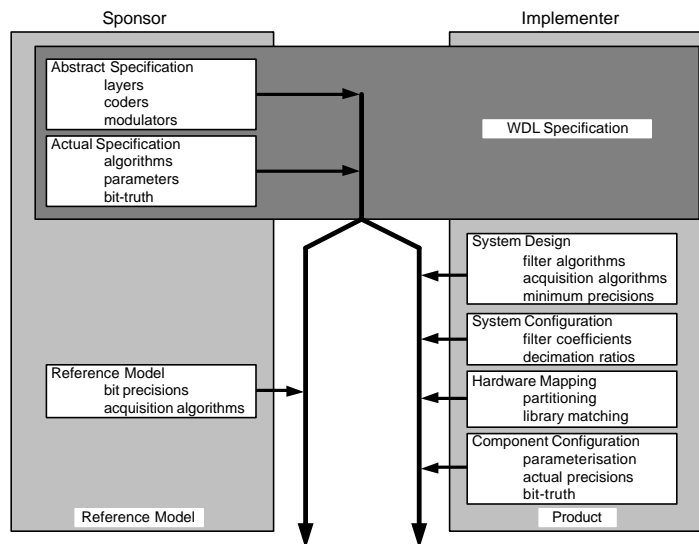 Sponsor
Implementer
Abstract Specification
layers
coders
modulators
Actual Specification
algorithms
parameters
bit-truth
WDL Specification
System Design
filter algorithms
acquisition algorithms
minimum precisions
System Configuration
filter coefficients
decimation ratios
Reference Model
bit precisions
acquisition algorithms
Hardware Mapping
partitioning
library matching
Component Configuration
parameterisation
actual precisions
bit-truth
Reference Model
Product